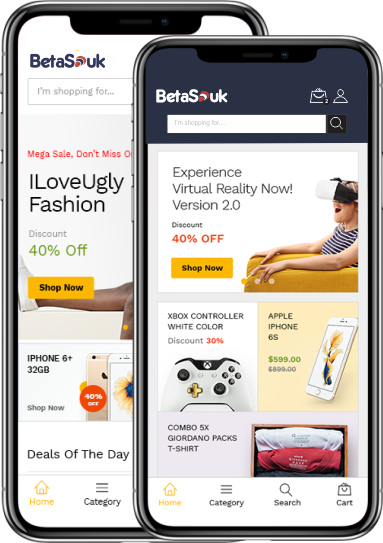 BetaSouk
I'm shopping for...
Mega Sale, Don't Miss O
ILoveUgly
Fashion
Discount
40% Off
Shop Now
IPHONE 6+
32GB
40%
OFF
Shop Now
Deals Of The Day
Home
Category
BetaSouk
2
I'm shopping for...
Experience
Virtual Reality Now!
Version 2.0
Discount
40% OFF
Shop Now
XBOX CONTROLLER
WHITE COLOR
Discount 30%
APPLE
IPHONE
6S
$599.00
$899.00
COMBO 5X
GIORDANO PACKS
T-SHIRT
Home
Category
Search
Cart